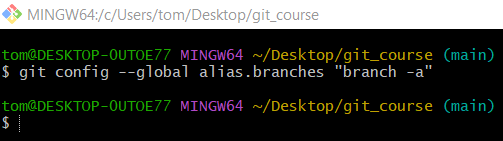 MINGW64:/c/Users/tom/Desktop/git_course
tom@DESKTOP-OUTOE77 MINGW64 ~/Desktop/git_course (main)
$ git config --global alias.branches "branch -a"
tom@DESKTOP-OUTOE77 MINGW64 ~/Desktop/git_course (main)
$